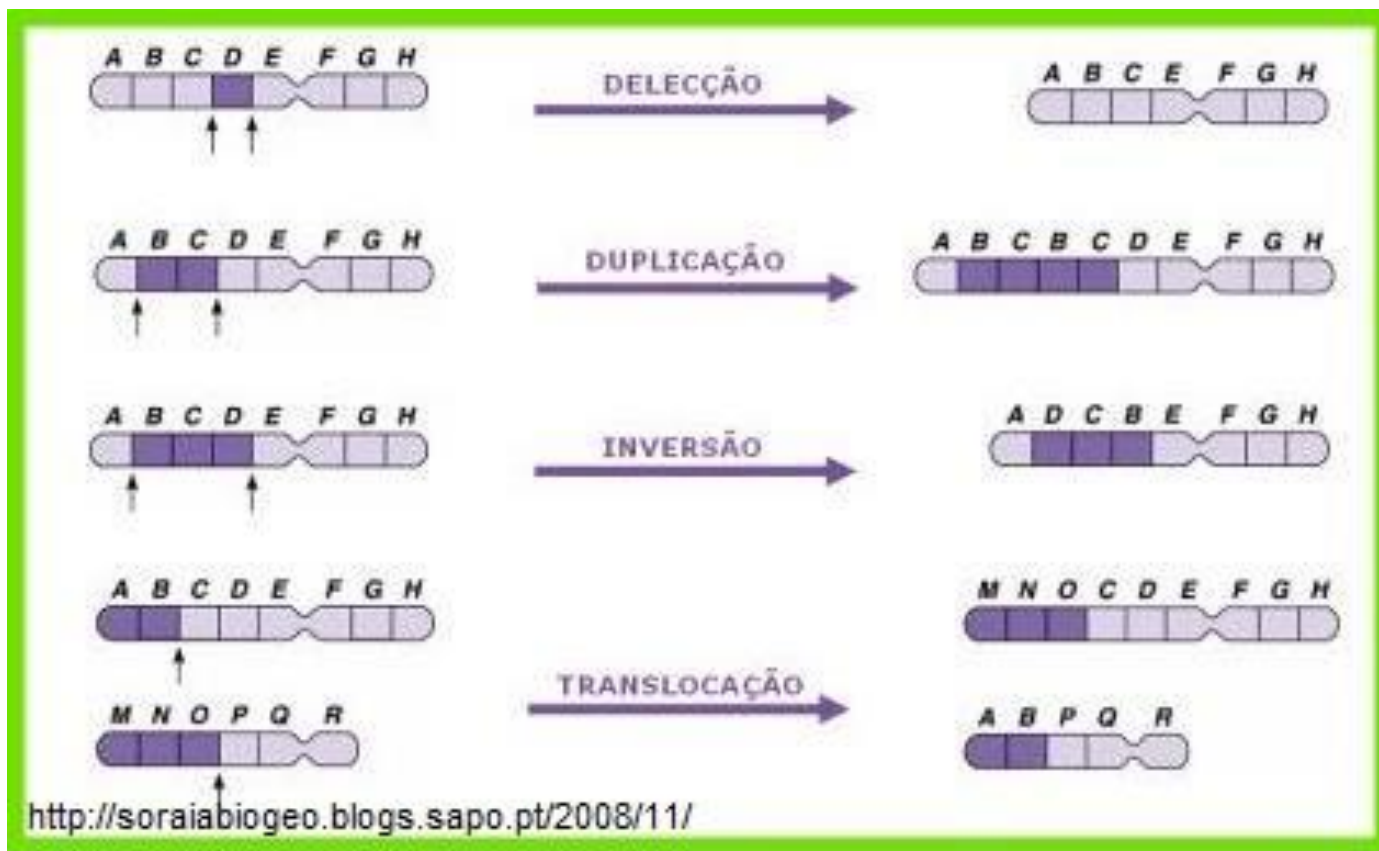 A B C D E F G H
DELECÇÃO
A B C E F G H
A B C D E F G H
DUPLICAÇÃO
A B C B C D E F G H
A B C D E F G H
INVERSÃO
A D C B E F G H
A B C D E F G H
M N O C D E F G H
TRANSLOCAÇÃO
M N O P Q R
A B P Q R
http://soraiabiogeo.blogs.sapo.pt/2008/11/